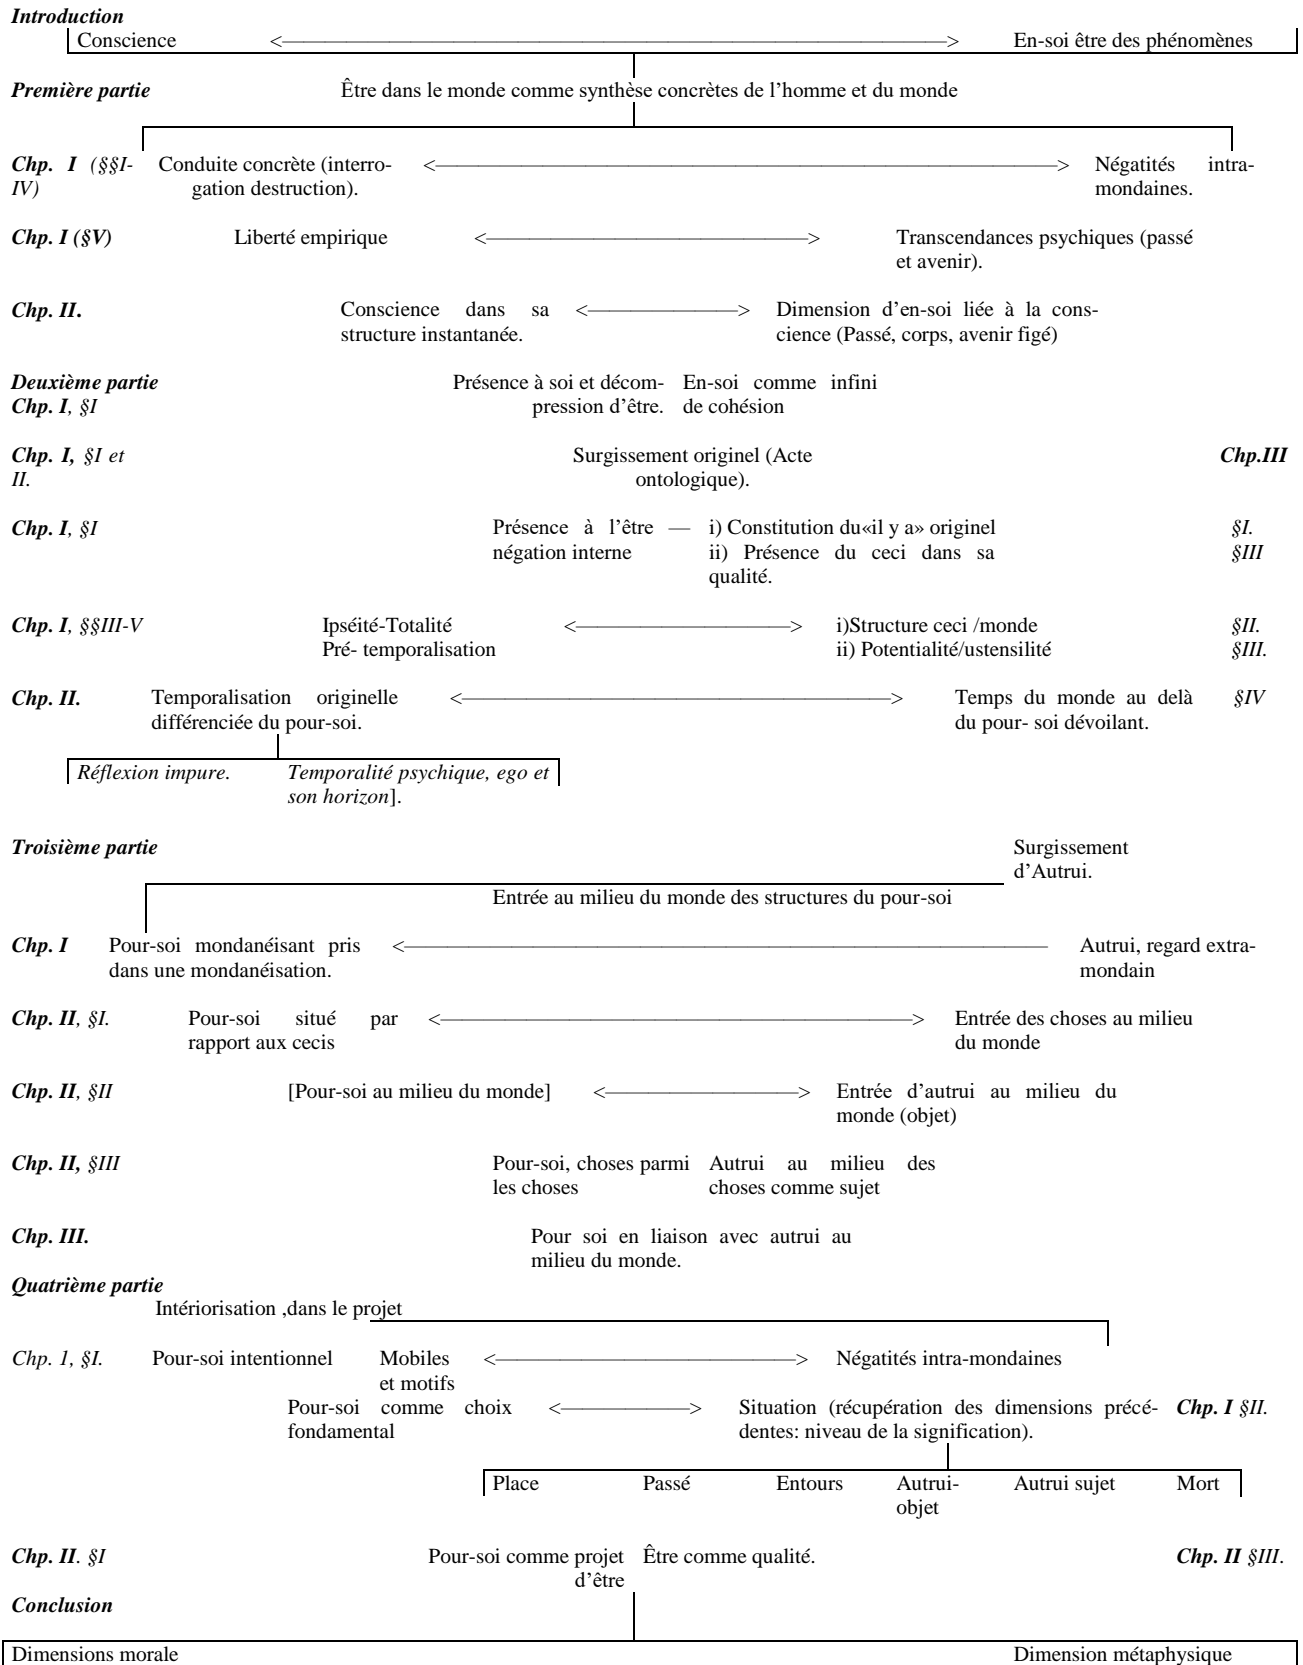 Introduction
Conscience <——————————> En-soi être des phénomènes
Première partie Être dans le monde comme synthèse concrètes de l'homme et du monde
Chp. I (§§I- Conduite concrète (interro- <——————————> Négatités intra-
IV) gation destruction). mondaines.
Chp. I (§V) Liberté empirique <——————————> Transcendances psychiques (passé
et avenir).
Chp. II. Conscience dans sa <——————> Dimension d'en-soi liée à la cons-
structure instantanée. cience (Passé, corps, avenir figé)
Deuxième partie Présence à soi et décom- En-soi comme infini
Chp. I, §I pression d'être. de cohésion
Chp. I, §I et Surgissement originel (Acte Chp.III
II. ontologique).
Chp. I, §I Présence à l'être — i) Constitution du«il y a» originel §I.
négation interne ii) Présence du ceci dans sa §III
qualité.
Chp. I, §§III-V Ipséité-Totalité <——————> i)Structure ceci /monde §II.
Pré- temporalisation ii) Potentialité/ustensilité §III.
Chp. II. Temporalisation originelle <——————————> Temps du monde au delà §IV
différenciée du pour-soi. du pour- soi dévoilant.
Réflexion impure. Temporalité psychique, ego et
son horizon].
Troisième partie Surgissement
d'Autrui.
Entrée au milieu du monde des structures du pour-soi
Chp. I Pour-soi mondanéisant pris <—————————— Autrui, regard extra-
dans une mondanéisation. mondain
Chp. II, §I. Pour-soi situé par <——————————> Entrée des choses au milieu
rapport aux cecis du monde
Chp. II, §II [Pour-soi au milieu du monde] <——————> Entrée d'autrui au milieu du
monde (objet)
Chp. II, §III Pour-soi, choses parmi Autrui au milieu des
les choses choses comme sujet
Chp. III. Pour soi en liaison avec autrui au
milieu du monde.
Quatrième partie
Intériorisation ,dans le projet
Chp. 1, §I. Pour-soi intentionnel Mobiles <——————————> Négatités intra-mondaines
et motifs
Pour-soi comme choix <——————> Situation (récupération des dimensions précé- Chp. I §II.
fondamental dentes: niveau de la signification).
Place Passé Entours Autrui- Autrui sujet Mort
objet
Chp. II. §I Pour-soi comme projet Être comme qualité. Chp. II §III.
d'être
Conclusion
Dimensions morale Dimension métaphysique